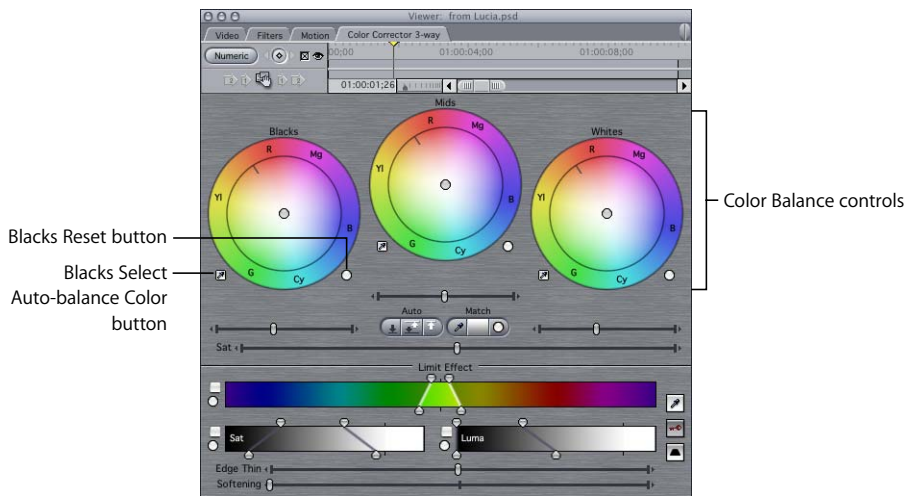 Viewer: from Lucia.psd
Video Filters Motion Color Corrector 3-way
Numeric
00;00 01:00:04;00 01:00:08;00
01:00:01;26
Mids
Blacks
Whites
R Mg B Cy G Yl
R Mg B Cy G Yl
R Mg B Cy G Yl
Color Balance controls
Blacks Reset button
Blacks Select
Auto-balance Color
button
Auto Match
Sat
Limit Effect
Sat Luma
Edge Thin
Softening